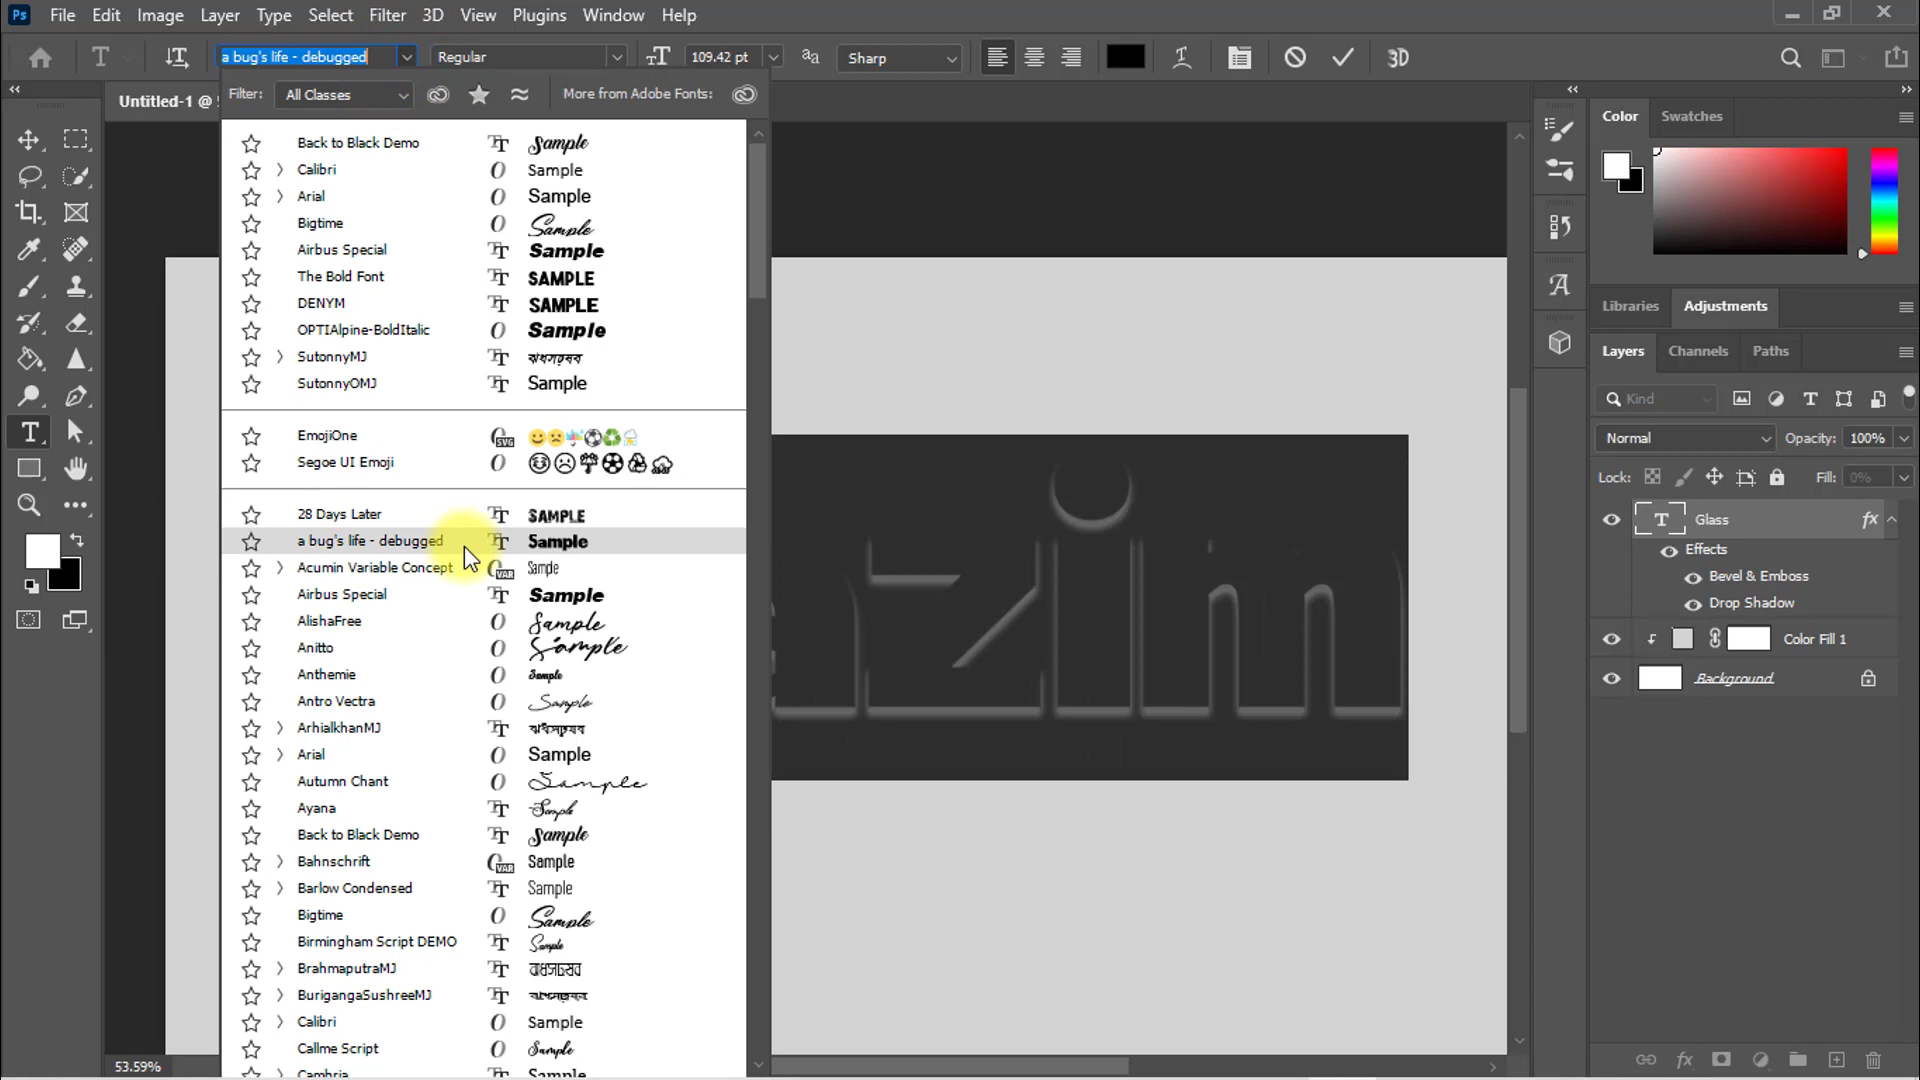 Ps File Edit Image Layer Type Select Filter 3D View Plugins Window Help
a bug's life - debugged Regular 109.42 pt Sharp 3D
Filter: All Classes More from Adobe Fonts:
Untitled-1 @
Back to Black Demo Sample
Calibri Sample
Arial Sample
Bigtime Sample
Airbus Special Sample
The Bold Font SAMPLE
DENYM SAMPLE
OPTIAlpine-BoldItalic Sample
SutonnyMJ
SutonnyOMJ Sample
EmojiOne
Segoe UI Emoji
28 Days Later SAMPLE
a bug's life - debugged Sample
Acumin Variable Concept Sample
Airbus Special Sample
AlishaFree Sample
Anitto Sample
Anthemie Sample
Antro Vectra Sample
ArhialkhanMJ
Arial Sample
Autumn Chant Sample
Ayana Sample
Back to Black Demo Sample
Bahnschrift Sample
Barlow Condensed Sample
Bigtime Sample
Birmingham Script DEMO Sample
BrahmaputraMJ
BurigangaSushreeMJ
Calibri Sample
Callme Script Sample
Cambria Sample
zim
53.59%
Color Swatches
Libraries Adjustments
Layers Channels Paths
Kind
Normal Opacity: 100%
Lock: Fill: 0%
Glass fx
Effects
Bevel & Emboss
Drop Shadow
Color Fill 1
Background
fx